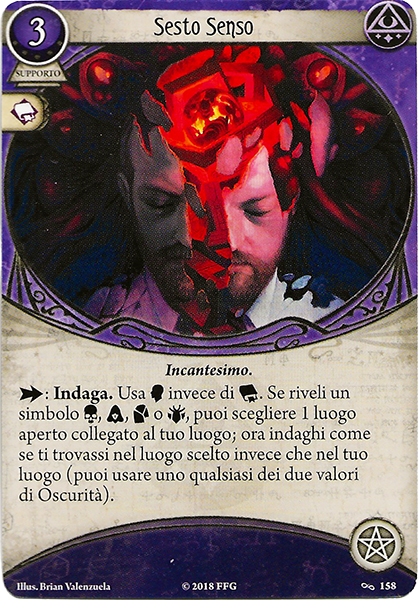 3
Sesto Senso
SUPPORTO
Incantesimo.
: Indaga. Usa invece di . Se riveli un
simbolo , , o , puoi scegliere 1 luogo
aperto collegato al tuo luogo; ora indaghi come
se ti trovassi nel luogo scelto invece che nel tuo
luogo (puoi usare uno qualsiasi dei due valori
di Oscurità).
Illus. Brian Valenzuela
© 2018 FFG
158